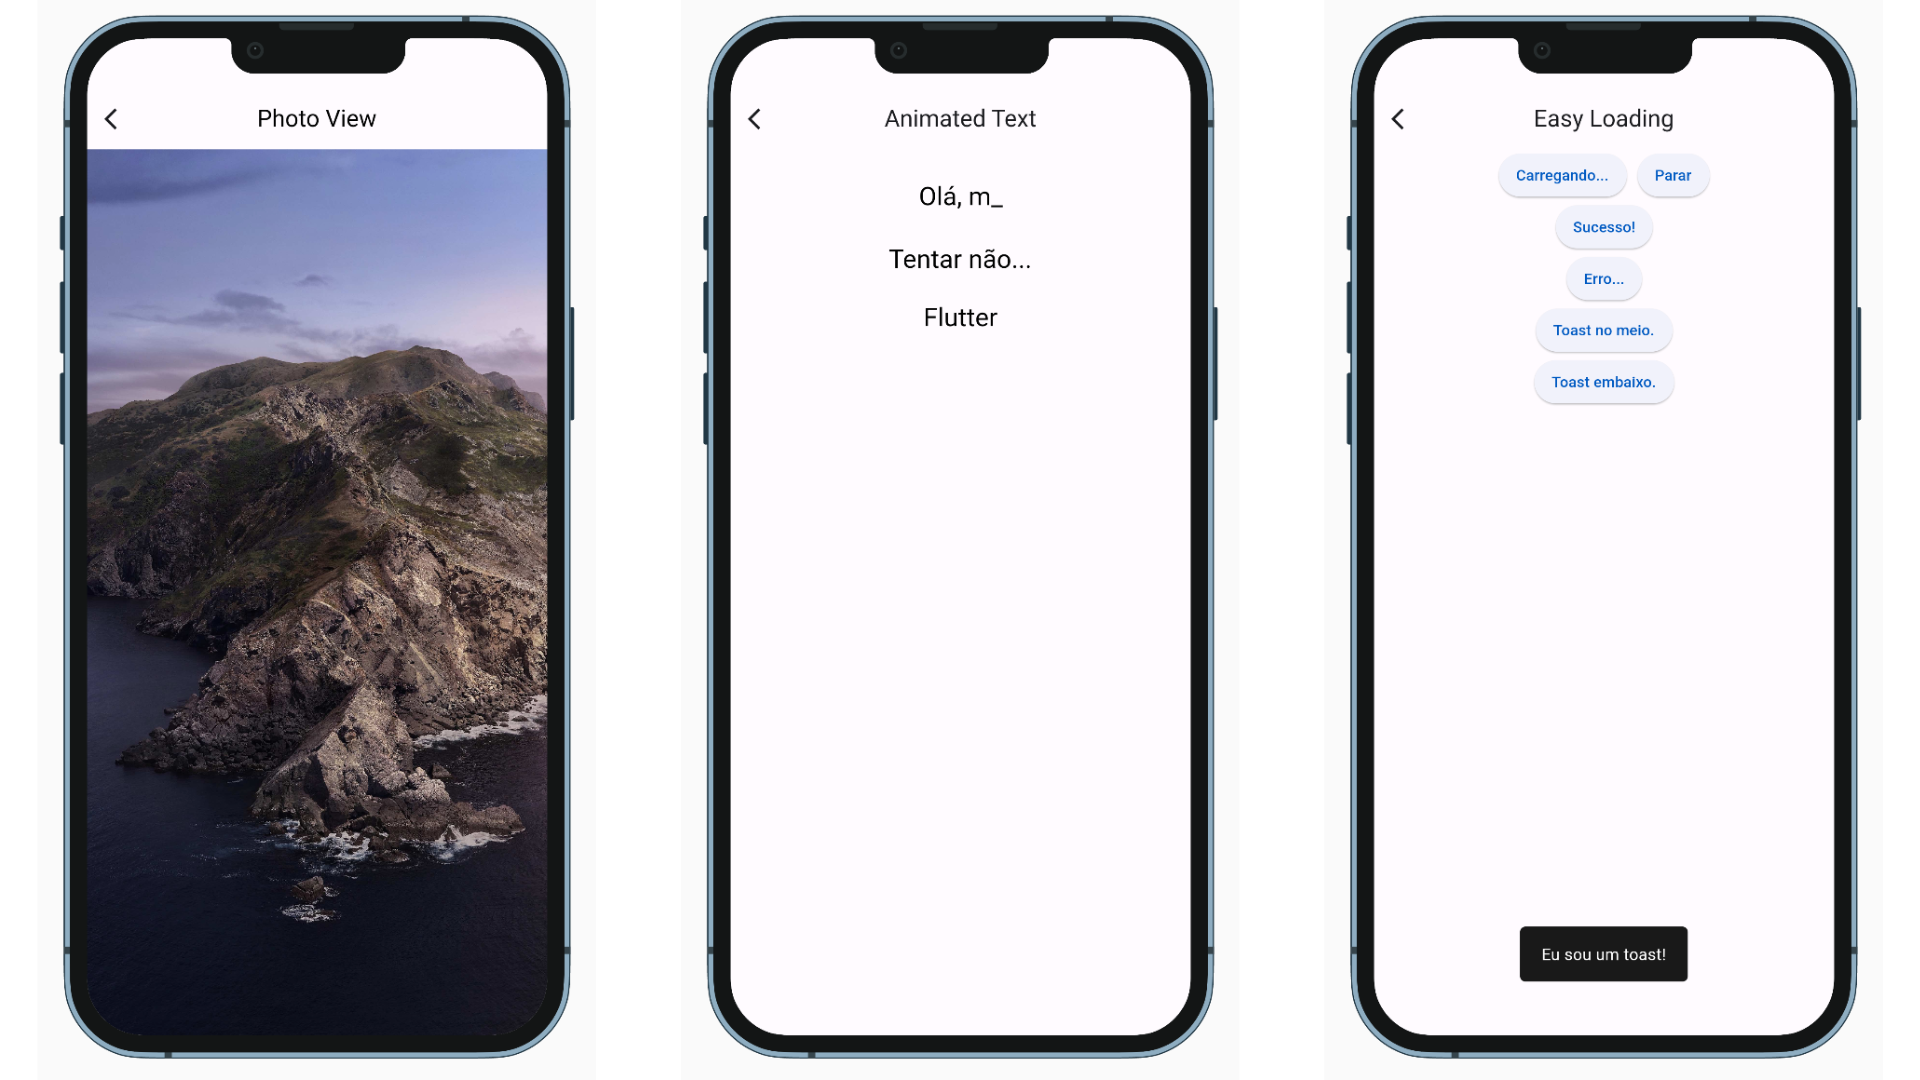 Photo View
Animated Text
Olá, m_
Tentar não...
Flutter
Easy Loading
Carregando... Parar
Sucesso!
Erro...
Toast no meio.
Toast embaixo.
Eu sou um toast!